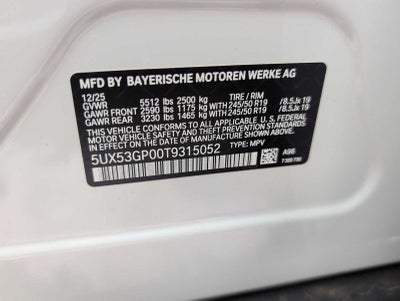 MFD BY BAYERISCHE MOTOREN WERKE AG
12/25 TIRE / RIM
GVWR 5512 lbs 2500 kg
GAWR FRONT 2590 lbs 1175 kg 245/50 R19 /8.5Jx19
GAWR REAR 3230 lbs 1465 kg 245/50 R19 /8.5Jx19
THIS VEHICLE CONFORMS TO ALL APPLICABLE U.S. FEDERAL
MOTOR VEHICLE SAFETY, BUMPER, AND THEFT PREVENTION
STANDARDS IN EFFECT ON THE DATE OF MANUFACTURE SHOWN ABOVE.
5UX53GP00T9315052 TYPE: MPV A96